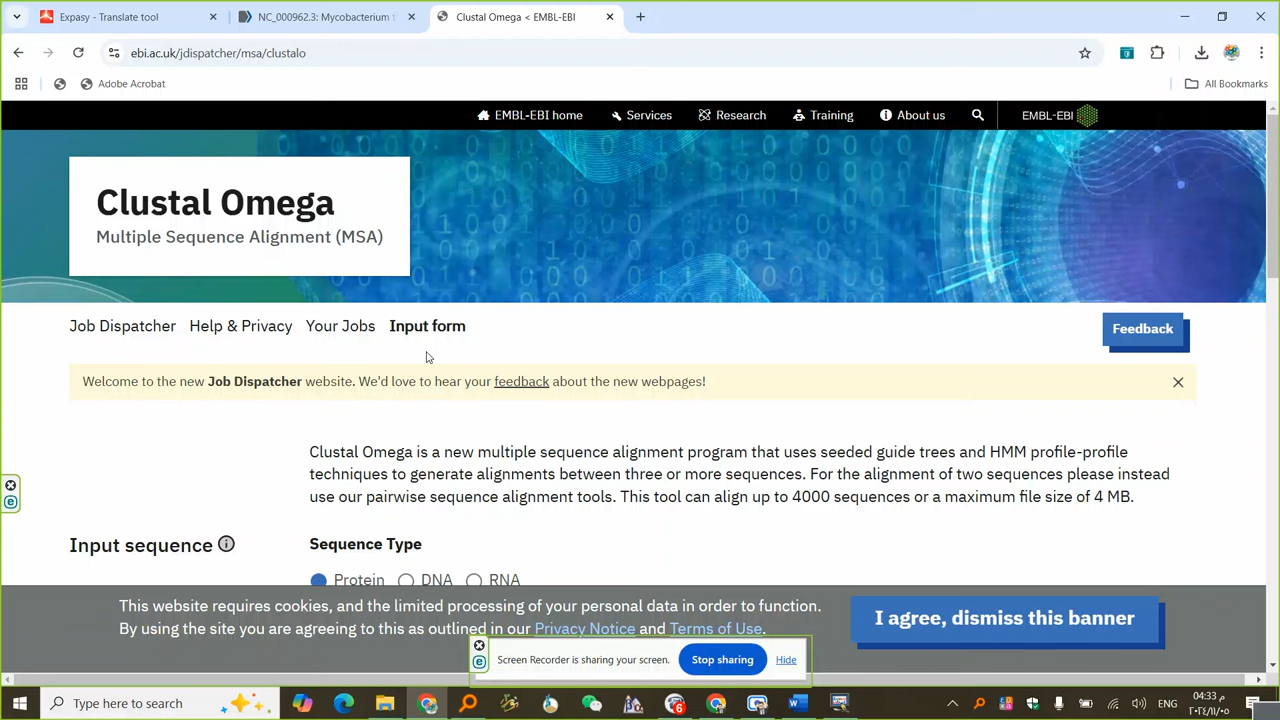 Expasy - Translate tool
NC_000962.3: Mycobacterium t
Clustal Omega < EMBL-EBI
ebi.ac.uk/jdispatcher/msa/clustalo
Adobe Acrobat
All Bookmarks
EMBL-EBI home
Services
Research
Training
About us
EMBL-EBI
Clustal Omega
Multiple Sequence Alignment (MSA)
Job Dispatcher
Help & Privacy
Your Jobs
Input form
Feedback
Welcome to the new Job Dispatcher website. We'd love to hear your feedback about the new webpages!
Clustal Omega is a new multiple sequence alignment program that uses seeded guide trees and HMM profile-profile
techniques to generate alignments between three or more sequences. For the alignment of two sequences please instead
use our pairwise sequence alignment tools. This tool can align up to 4000 sequences or a maximum file size of 4 MB.
Input sequence
Sequence Type
Protein
DNA
RNA
This website requires cookies, and the limited processing of your personal data in order to function.
By using the site you are agreeing to this as outlined in our Privacy Notice and Terms of Use.
I agree, dismiss this banner
Screen Recorder is sharing your screen.
Stop sharing
Hide
Type here to search
6
ENG
04:33 م